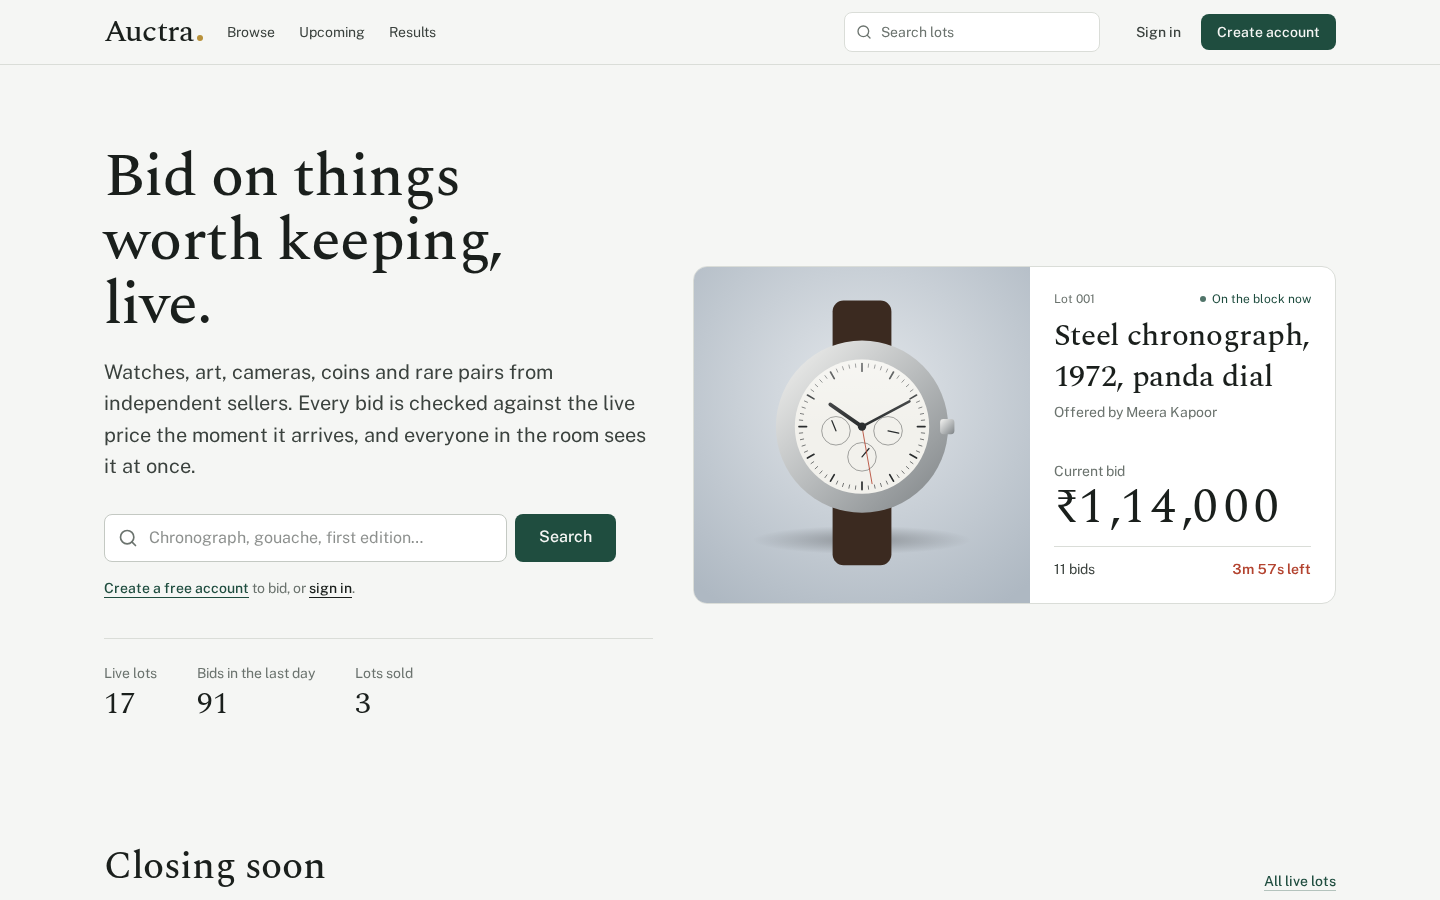 Auctra.
Browse
Upcoming
Results
Search lots
Sign in
Create account
Bid on things
worth keeping,
live.
Watches, art, cameras, coins and rare pairs from
independent sellers. Every bid is checked against the live
price the moment it arrives, and everyone in the room sees
it at once.
Chronograph, gouache, first edition...
Search
Create a free account to bid, or sign in.
Live lots
17
Bids in the last day
91
Lots sold
3
Lot 001
On the block now
Steel chronograph,
1972, panda dial
Offered by Meera Kapoor
Current bid
₹1,14,000
11 bids
3m 57s left
Closing soon
All live lots